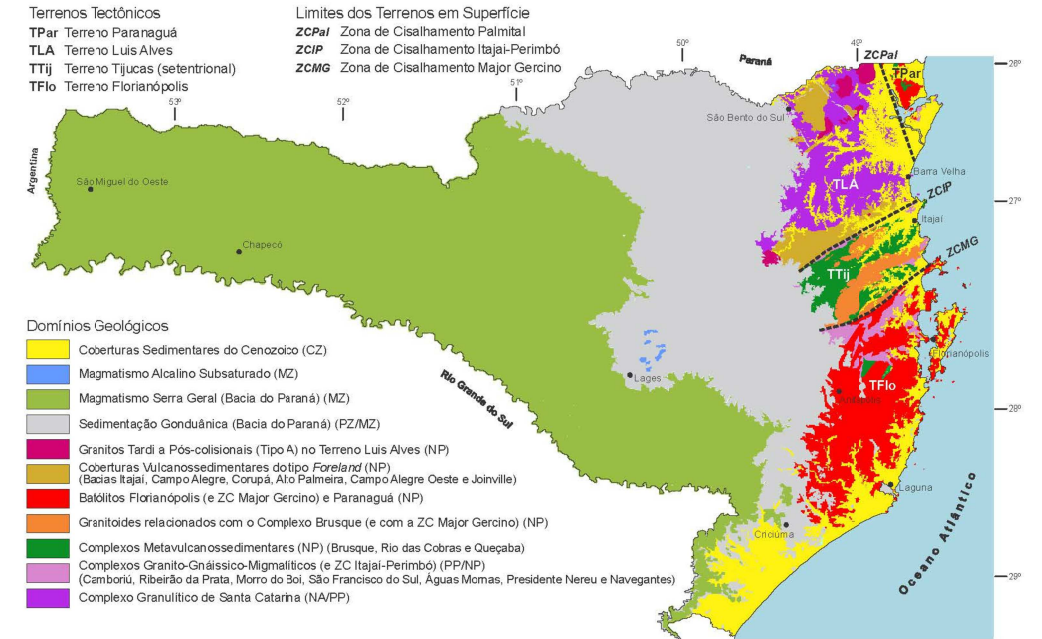 Terrenos Tectônicos
TPar Terreno Paranaguá
TLA Terreno Luis Alves
TTij Terreno Tijucas (setentrional)
TFlo Terreno Florianópolis
Limites dos Terrenos em Superfície
ZCPal Zona de Cisalhamento Palmital
ZCIP Zona de Cisalhamento Itajaí-Perimbó
ZCMG Zona de Cisalhamento Major Gercino
53º
52º
51º
50º
49º
Paraná
ZCPal
TPar
28º
São Bento do Sul
Argentina
São Miguel do Oeste
Barra Velha
TLA
ZCIP
27º
Itajaí
Chapecó
ZCMG
TTij
Florianópolis
Lages
TFlo
Rio Grande do Sul
28º
Laguna
Criciúma
Oceano Atlântico
29º
Domínios Geológicos
Coberturas Sedimentares do Cenozoico (CZ)
Magmatismo Alcalino Subsaturado (MZ)
Magmatismo Serra Geral (Bacia do Paraná) (MZ)
Sedimentação Gonduânica (Bacia do Paraná) (PZ/MZ)
Granitos Tardi a Pós-colisionais (Tipo A) no Terreno Luis Alves (NP)
Coberturas Vulcanossedimentares do tipo Foreland (NP)
(Bacias Itajaí, Campo Alegre, Corupá, Alto Palmeira, Campo Alegre Oeste e Joinville)
Batólitos Florianópolis (e ZC Major Gercino) e Paranaguá (NP)
Granitoides relacionados com o Complexo Brusque (e com a ZC Major Gercino) (NP)
Complexos Metavulcanossedimentares (NP) (Brusque, Rio das Cobras e Queçaba)
Complexos Granito-Gnáissico-Migmalíticos (e ZC Itajaí-Perimbó) (PP/NP)
(Camboriú, Ribeirão da Prata, Morro do Boi, São Francisco do Sul, Águas Mornas, Presidente Nereu e Navegantes)
Complexo Granulítico de Santa Catarina (NA/PP)